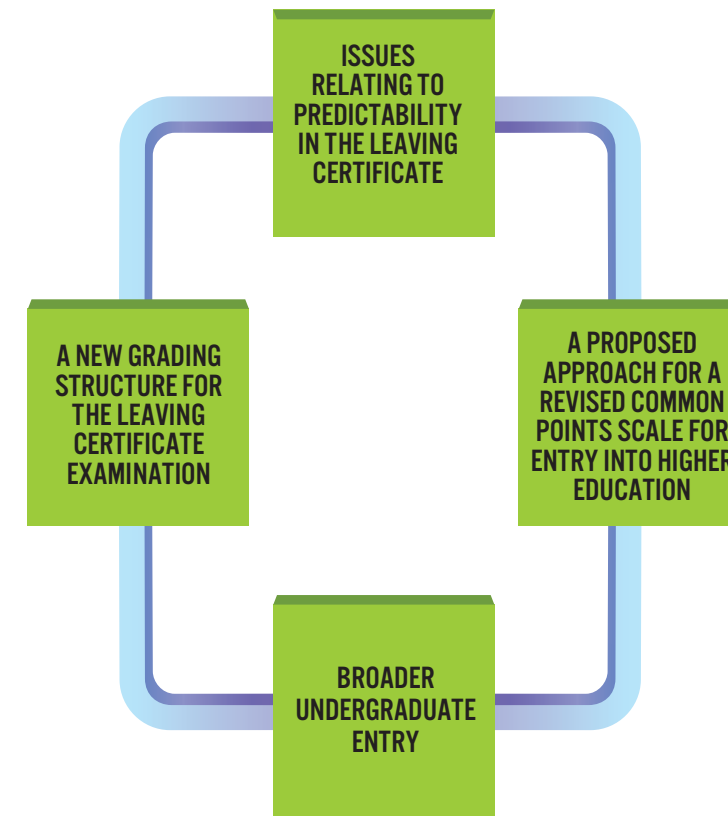 ISSUES
RELATING TO
PREDICTABILITY
IN THE LEAVING
CERTIFICATE
A NEW GRADING
STRUCTURE FOR
THE LEAVING
CERTIFICATE
EXAMINATION
A PROPOSED
APPROACH FOR A
REVISED COMMON
POINTS SCALE FOR
ENTRY INTO HIGHER
EDUCATION
BROADER
UNDERGRADUATE
ENTRY